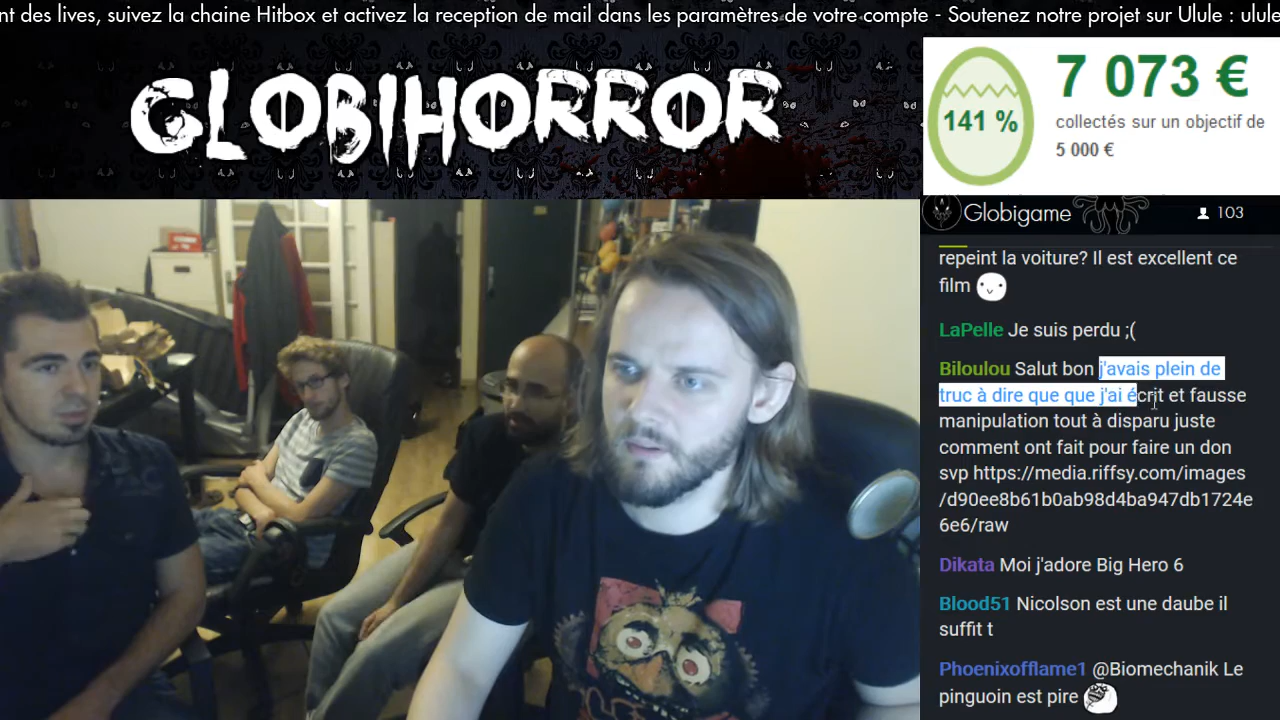 nt des lives, suivez la chaine Hitbox et activez la reception de mail dans les paramètres de votre compte - Soutenez notre projet sur Ulule : ulule
GLOBIHORROR
7 073 €
141 %
collectés sur un objectif de
5 000 €
Globigame
103
repeint la voiture? Il est excellent ce
film
LaPelle Je suis perdu ;(
Biloulou Salut bon j'avais plein de
truc à dire que que j'ai écrit et fausse
manipulation tout à disparu juste
comment ont fait pour faire un don
svp https://media.riffsy.com/images
/d90ee8b61b0ab98d4ba947db1724e
6e6/raw
Dikata Moi j'adore Big Hero 6
Blood51 Nicolson est une daube il
suffit t
Phoenixofflame1 @Biomechanik Le
pinguoin est pire